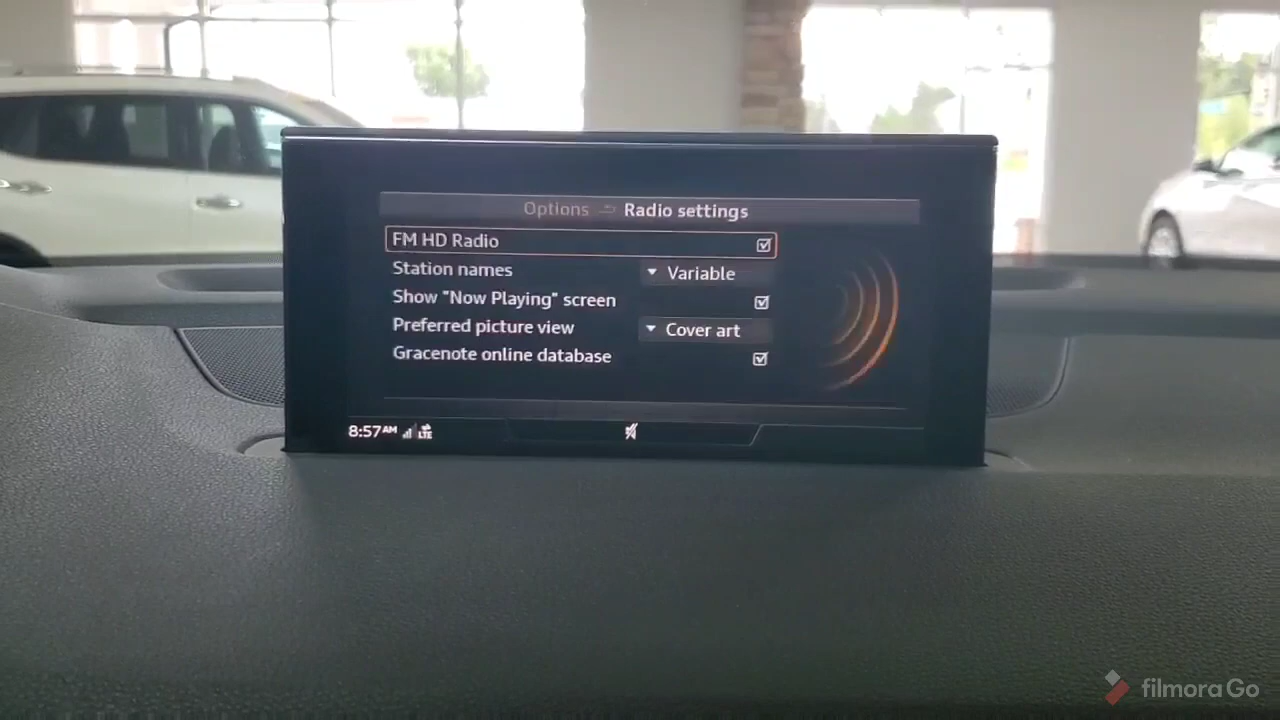 Options Radio settings
FM HD Radio
Station names Variable
Show "Now Playing" screen
Preferred picture view Cover art
Gracenote online database
8:57AM LTE
filmoraGo